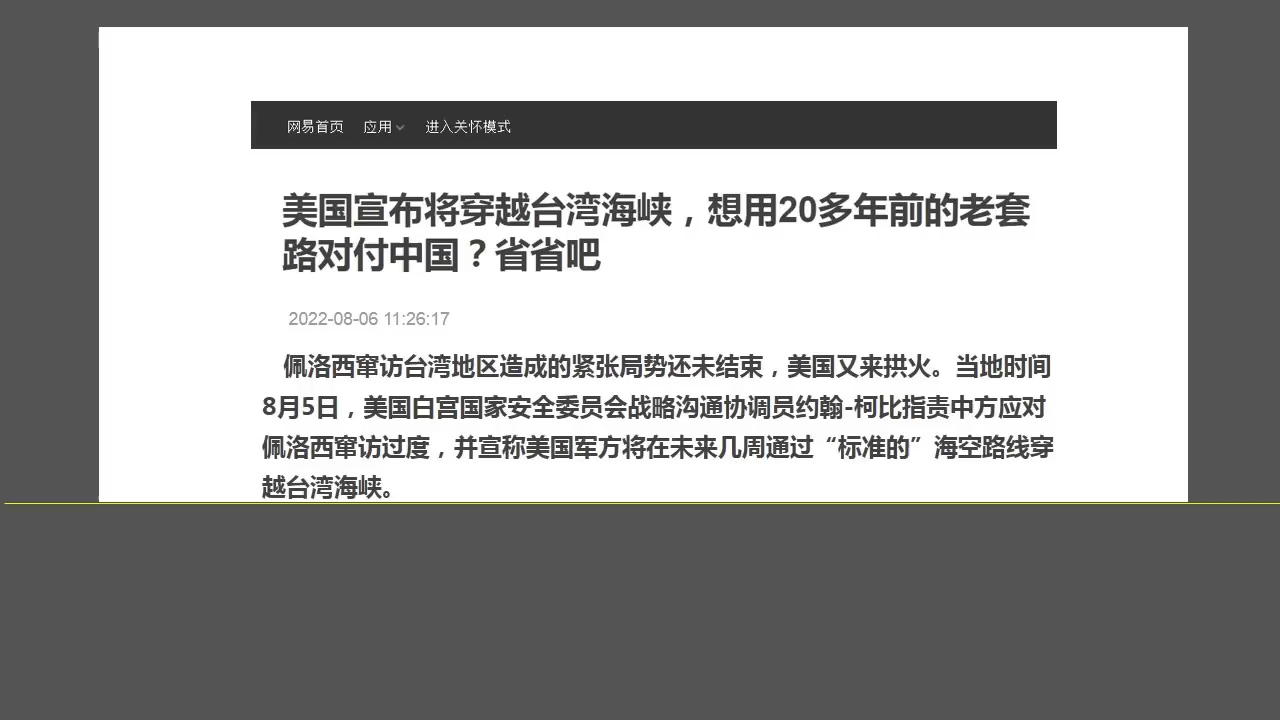 网易首页 应用 进入关怀模式
美国宣布将穿越台湾海峡，想用20多年前的老套
路对付中国？省省吧
2022-08-06 11:26:17
佩洛西窜访台湾地区造成的紧张局势还未结束，美国又来拱火。当地时间
8月5日，美国白宫国家安全委员会战略沟通协调员约翰-柯比指责中方应对
佩洛西窜访过度，并宣称美国军方将在未来几周通过“标准的”海空路线穿
越台湾海峡。